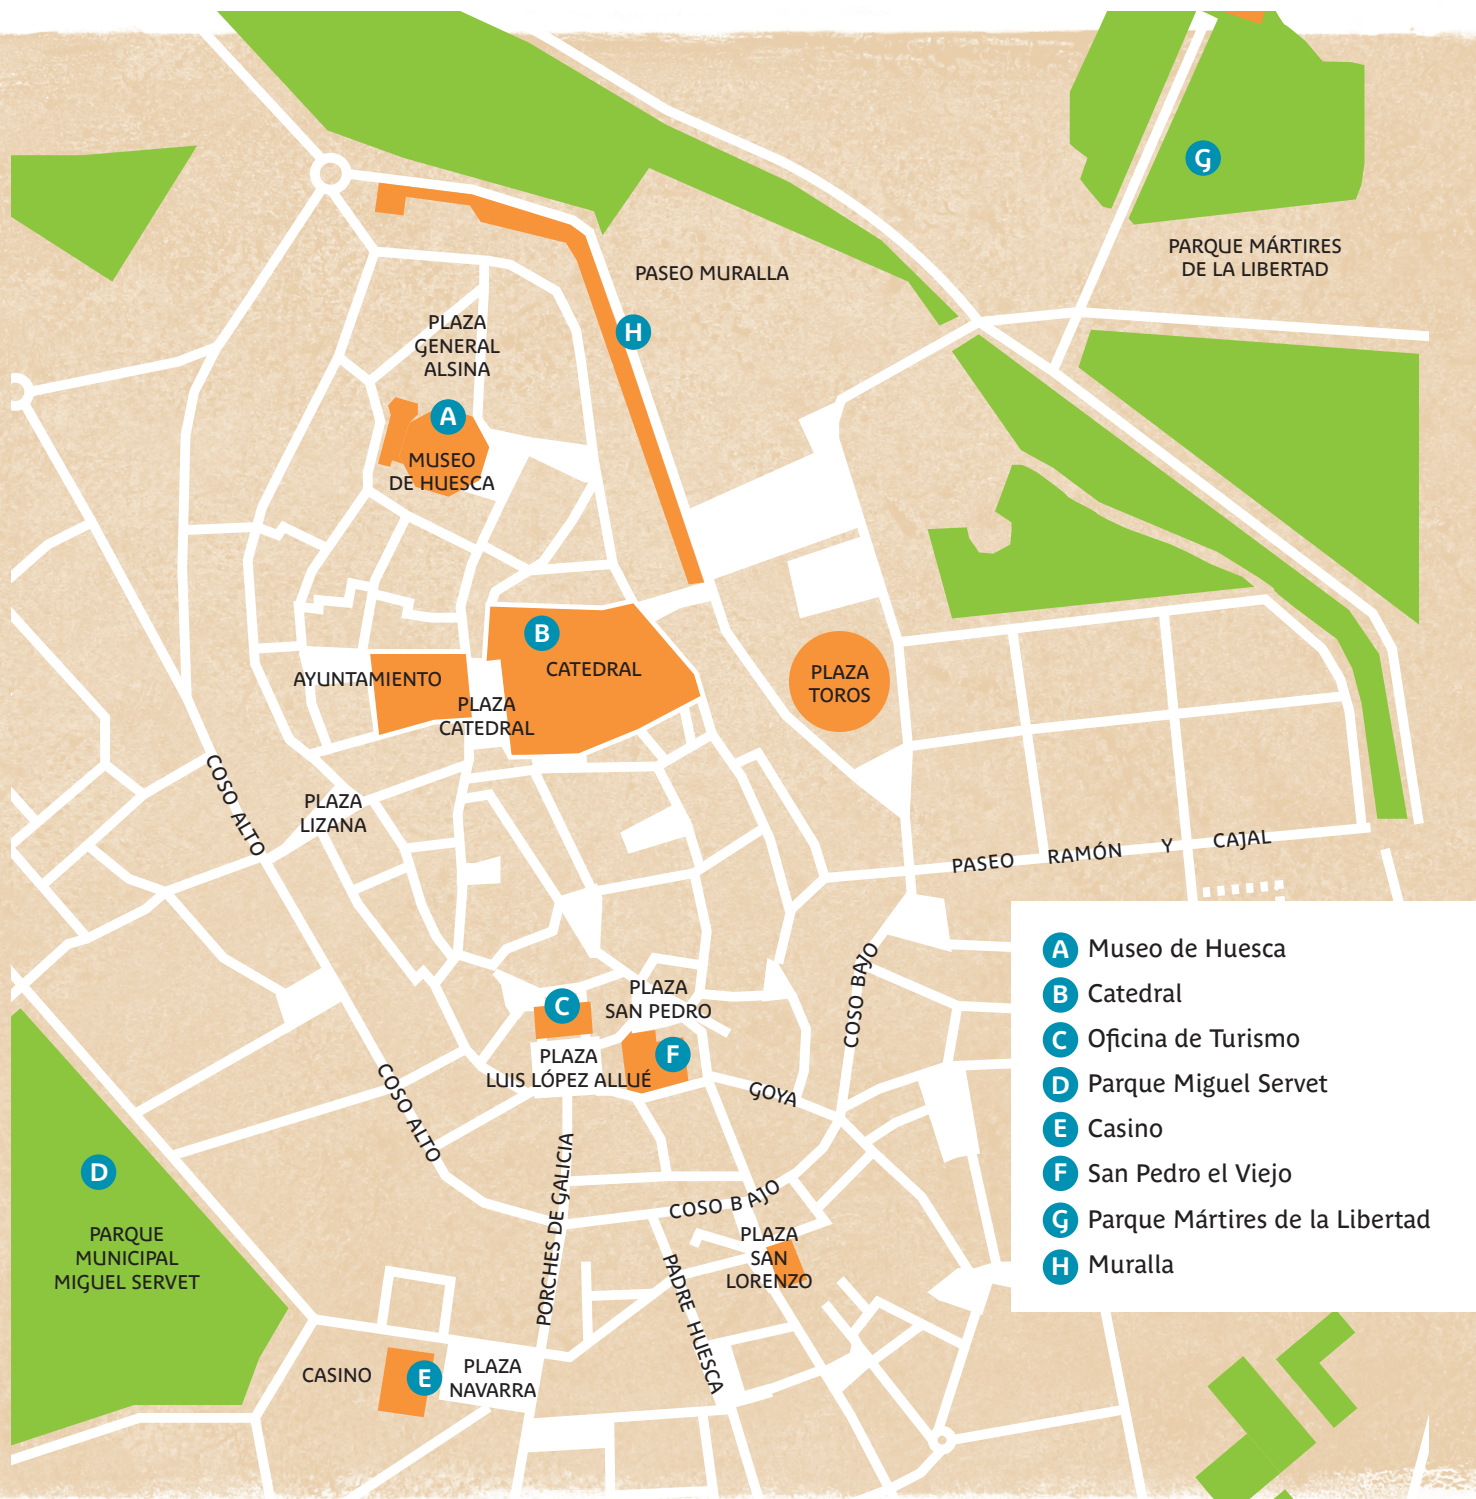 G
PARQUE MÁRTIRES
DE LA LIBERTAD
PASEO MURALLA
H
PLAZA
GENERAL
ALSINA
A
MUSEO
DE HUESCA
B
CATEDRAL
AYUNTAMIENTO
PLAZA
CATEDRAL
PLAZA
TOROS
COSO ALTO
PLAZA
LIZANA
PASEO RAMÓN Y CAJAL
COSO BAJO
C
PLAZA
SAN PEDRO
F
PLAZA
LUIS LÓPEZ ALLUÉ
GOYA
COSO ALTO
PORCHES DE GALICIA
COSO BAJO
D
PARQUE
MUNICIPAL
MIGUEL SERVET
PLAZA
SAN
LORENZO
PADRE HUESCA
CASINO
E
PLAZA
NAVARRA
A Museo de Huesca
B Catedral
C Oficina de Turismo
D Parque Miguel Servet
E Casino
F San Pedro el Viejo
G Parque Mártires de la Libertad
H Muralla